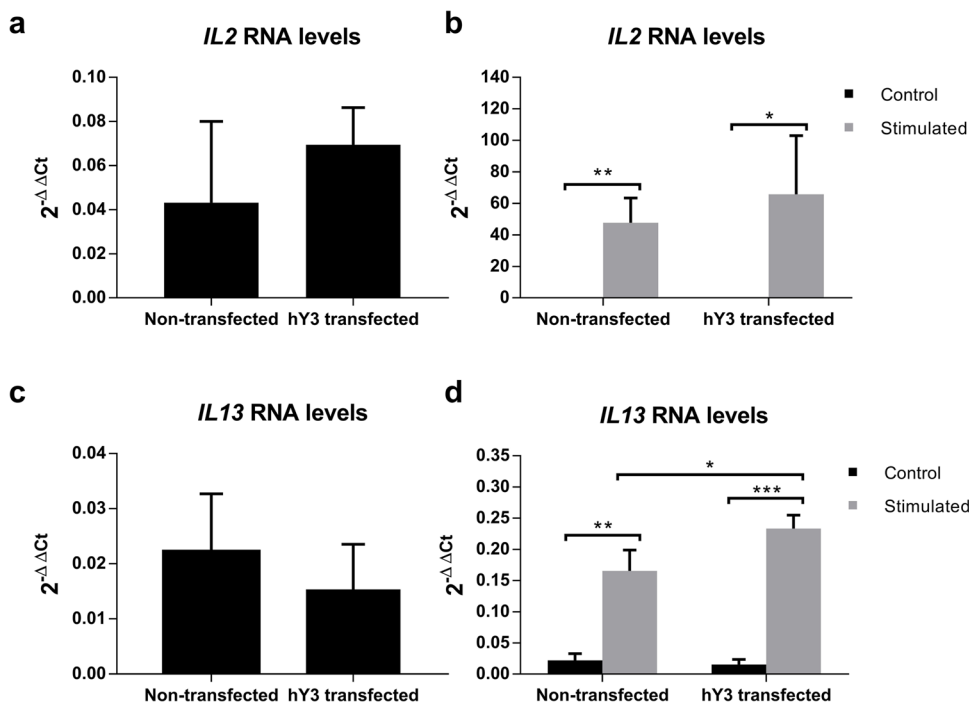 a
IL2 RNA levels
0.10
0.08
0.06
0.04
0.02
0.00
2-Δ ΔCt
Non-transfected
hY3 transfected
b
IL2 RNA levels
140
120
100
80
60
40
20
0
2-Δ ΔCt
**
*
Non-transfected
hY3 transfected
Control
Stimulated
c
IL13 RNA levels
0.04
0.03
0.02
0.01
0.00
2-Δ ΔCt
Non-transfected
hY3 transfected
d
IL13 RNA levels
0.35
0.30
0.25
0.20
0.15
0.10
0.05
0.00
2-Δ ΔCt
*
**
***
Non-transfected
hY3 transfected
Control
Stimulated